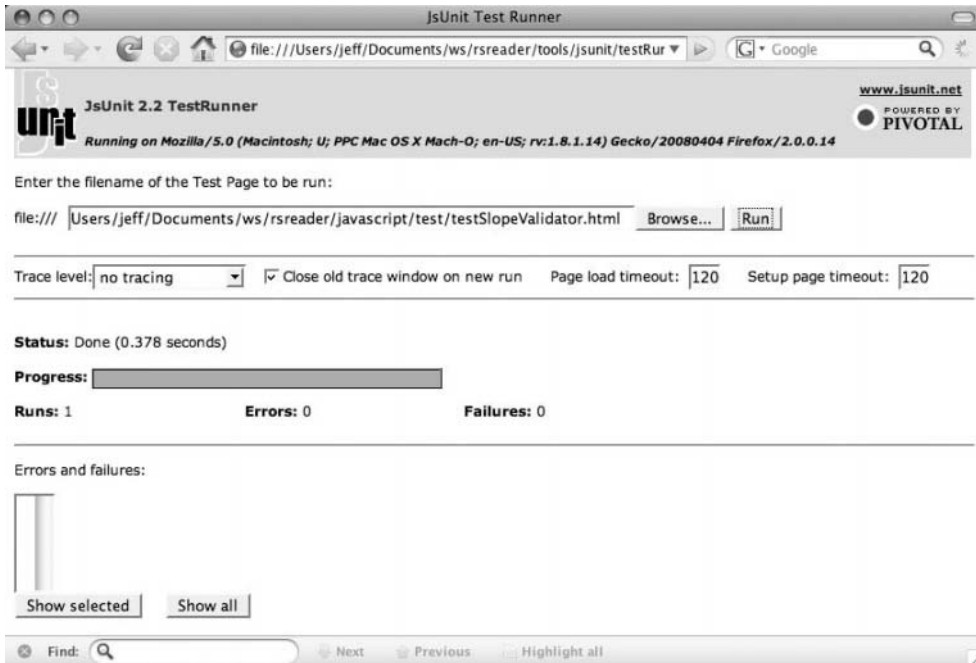 JsUnit Test Runner
file:///Users/jeff/Documents/ws/rsreader/tools/jsunit/testRur
G Google
Js
unit
JsUnit 2.2 TestRunner
www.jsunit.net
POWERED BY
PIVOTAL
Running on Mozilla/5.0 (Macintosh; U; PPC Mac OS X Mach-O; en-US; rv:1.8.1.14) Gecko/20080404 Firefox/2.0.0.14
Enter the filename of the Test Page to be run:
file:/// Users/jeff/Documents/ws/rsreader/javascript/test/testSlopeValidator.html Browse... Run
Trace level: no tracing Close old trace window on new run Page load timeout: 120 Setup page timeout: 120
Status: Done (0.378 seconds)
Progress:
Runs: 1 Errors: 0 Failures: 0
Errors and failures:
Show selected Show all
Find: Next Previous Highlight all